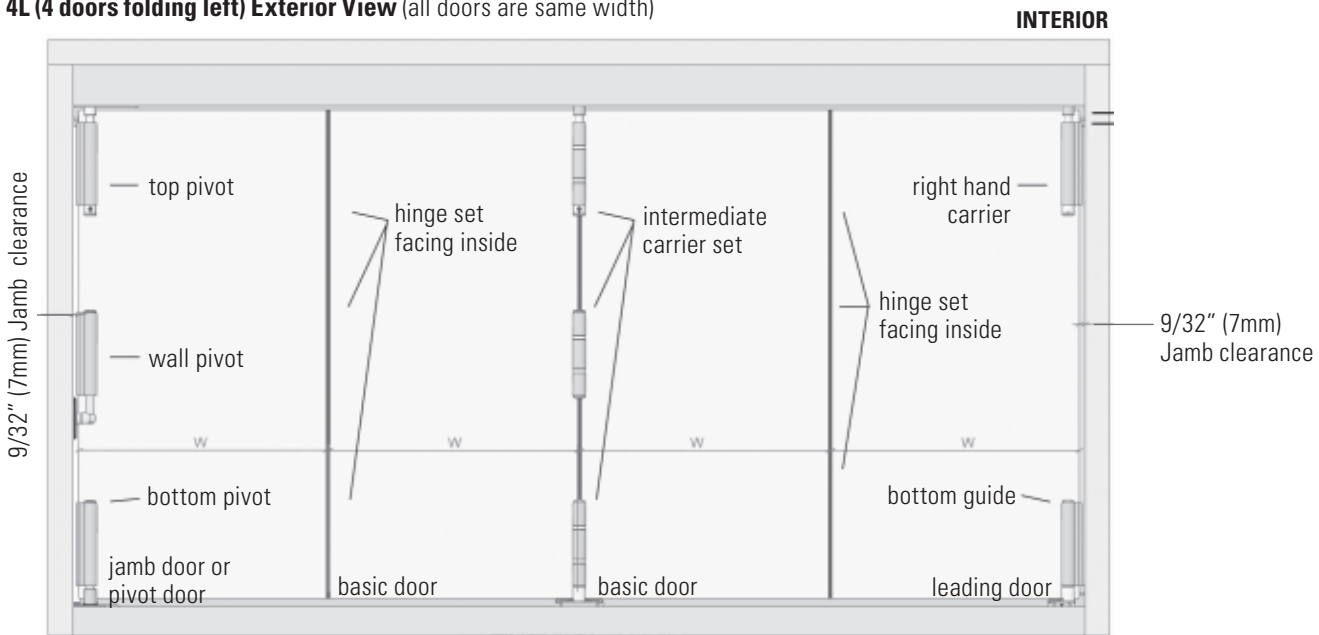 4L (4 doors folding left) Exterior View (all doors are same width)
INTERIOR
9/32" (7mm) Jamb clearance
top pivot
hinge set
facing inside
intermediate
carrier set
right hand
carrier
hinge set
facing inside
9/32" (7mm)
Jamb clearance
wall pivot
W
W
W
W
bottom pivot
bottom guide
jamb door or
pivot door
basic door
basic door
leading door